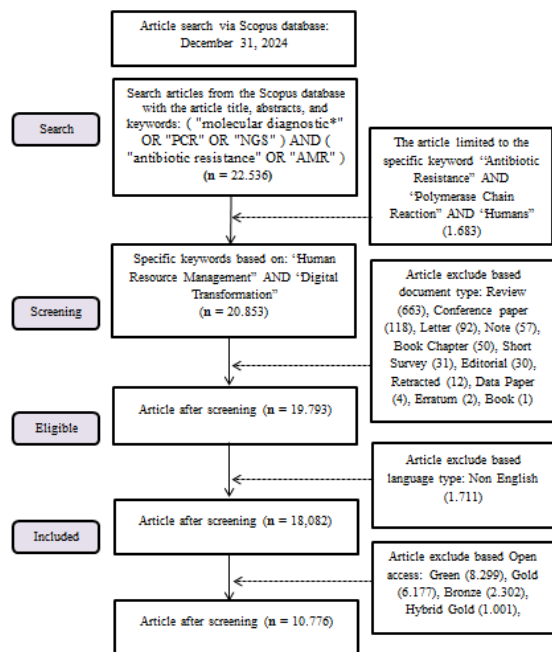 Article search via Scopus database:
December 31, 2024
Search
Search articles from the Scopus database
with the article title, abstracts, and
keywords: ( "molecular diagnostic*"
OR "PCR" OR "NGS" ) AND (
"antibiotic resistance" OR "AMR" )
(n = 22.536)
The article limited to the
specific keyword "Antibiotic
Resistance" AND
"Polymerase Chain
Reaction" AND "Humans"
(1.683)
Specific keywords based on: "Human
Resource Management" AND "Digital
Transformation"
(n = 20.853)
Screening
Article exclude based
document type: Review
(663), Conference paper
(118), Letter (92), Note (57),
Book Chapter (50), Short
Survey (31), Editorial (30),
Retracted (12), Data Paper
(4), Erratum (2), Book (1)
Article after screening (n = 19.793)
Eligible
Article exclude based
language type: Non English
(1.711)
Article after screening (n = 18,082)
Included
Article exclude based Open
access: Green (8.299), Gold
(6.177), Bronze (2.302),
Hybrid Gold (1.001),
Article after screening (n = 10.776)